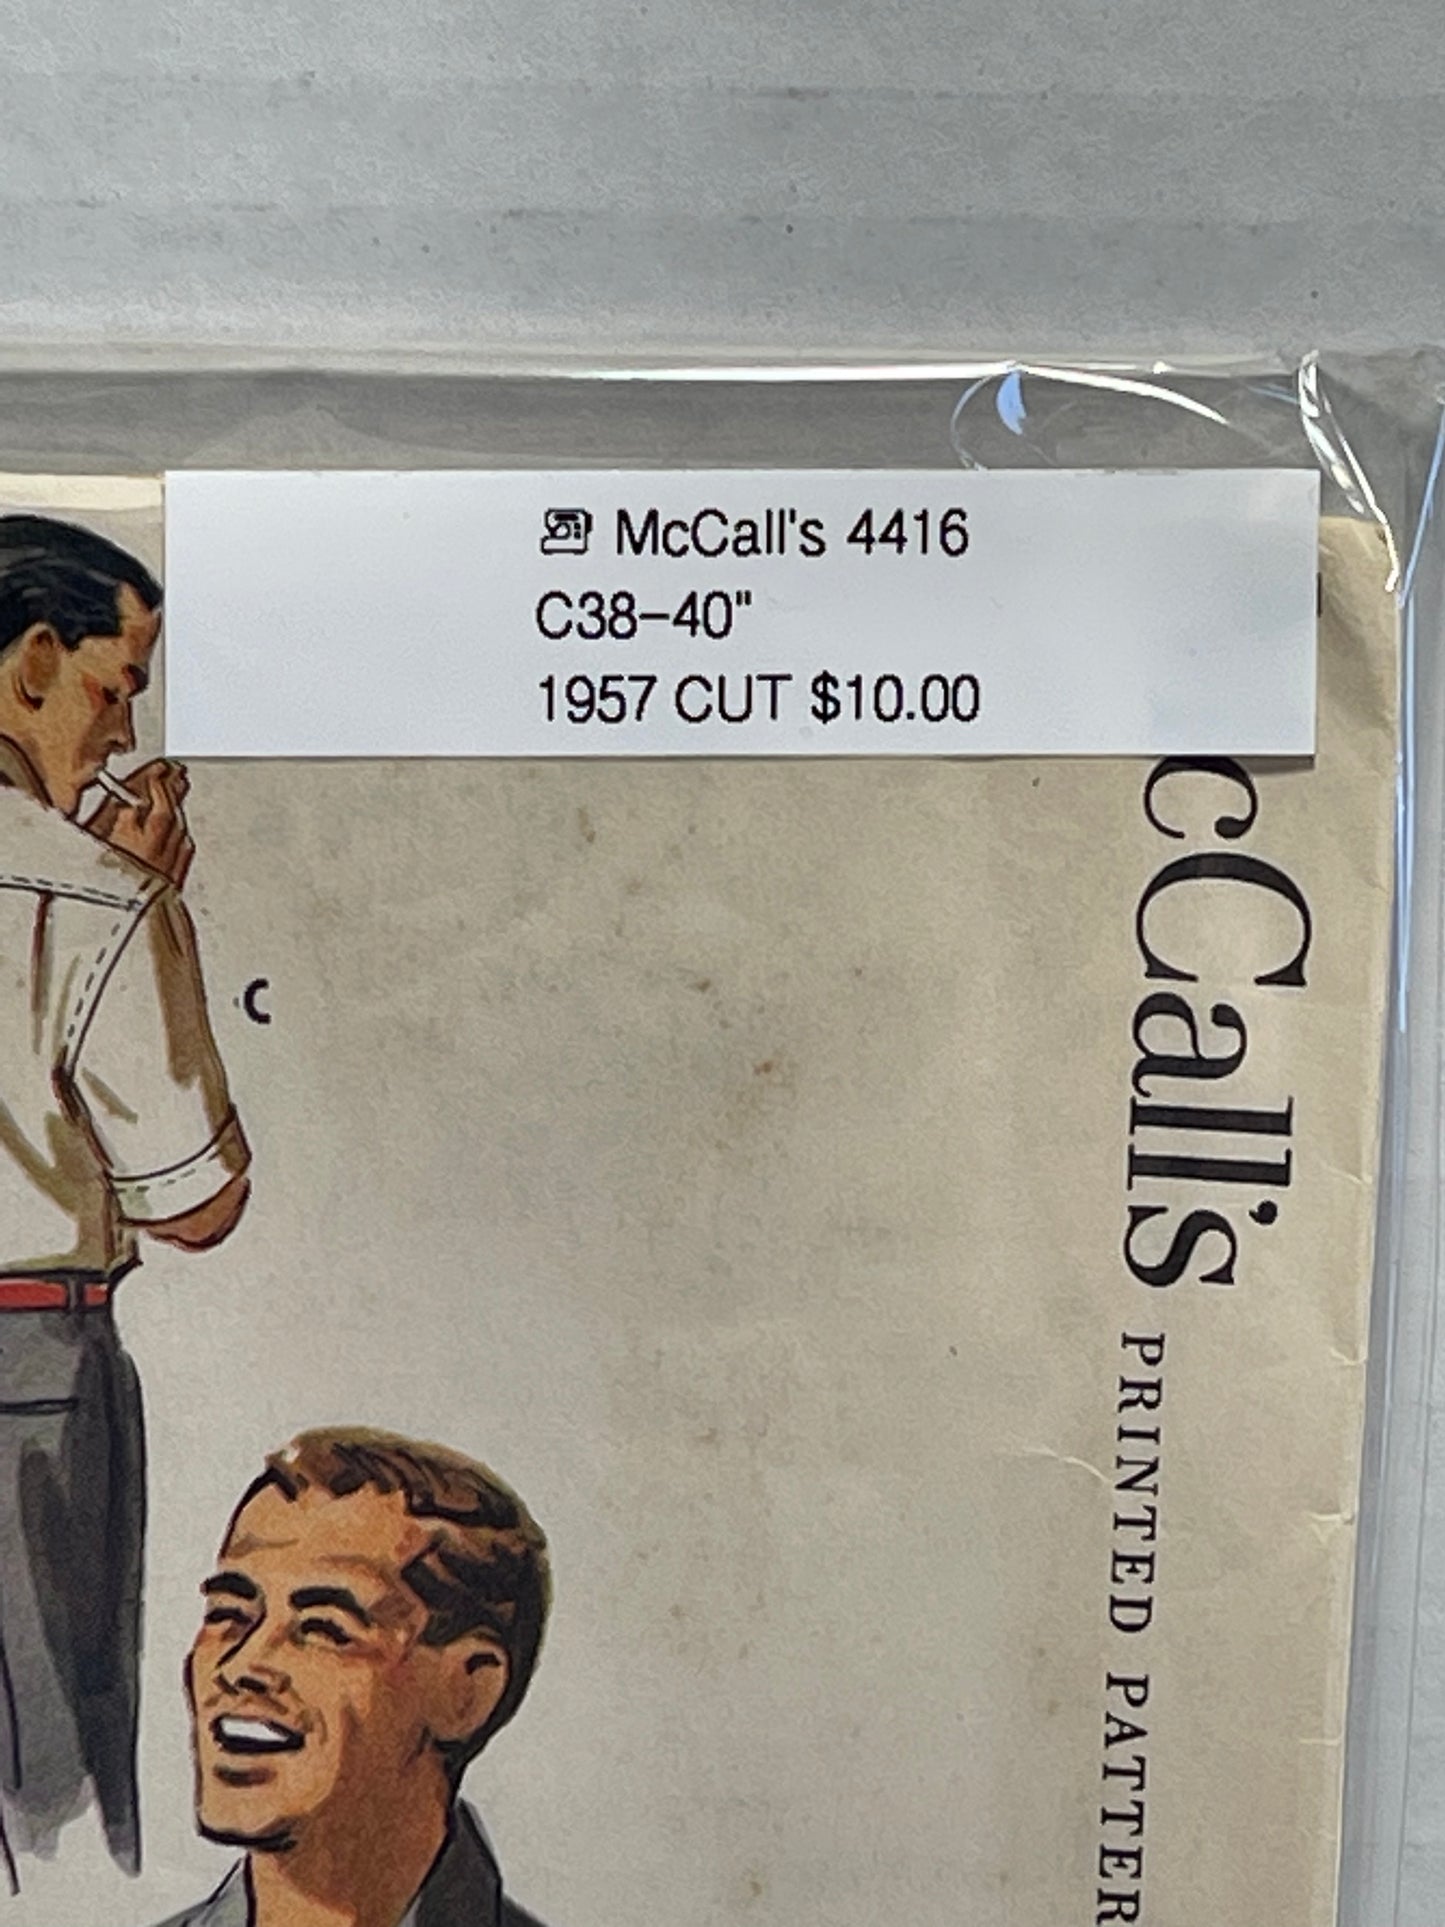 McCall's 4416
C38-40"
1957 CUT $10.00
C
cCall's PRINTED PATTER